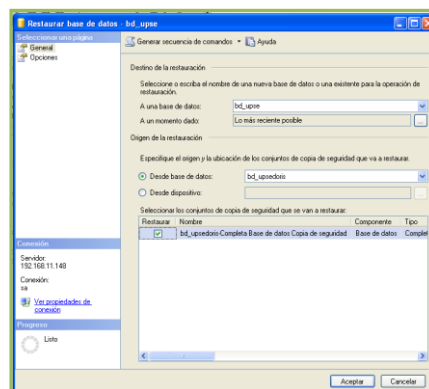 Restaurar base de datos - bd_upse
Seleccionar una página
General
Opciones
Generar secuencia de comandos
Ayuda
Destino de la restauración
Seleccione o escriba el nombre de una nueva base de datos o una existente para la operación de
restauración.
A una base de datos:
bd_upse
A un momento dado:
Lo más reciente posible
...
Origen de la restauración
Especifique el origen y la ubicación de los conjuntos de copia de seguridad que va a restaurar.
Desde base de datos:
bd_upsedoris
Desde dispositivo:
Seleccionar los conjuntos de copia de seguridad que se van a restaurar:
Restaurar Nombre Componente Tipo
bd_upsedoris-Completa Base de datos Copia de seguridad Base de datos Complet
Conexión
Servidor:
192.168.11.148
Conexión:
sa
Ver propiedades de
conexión
Progreso
Listo
Aceptar Cancelar